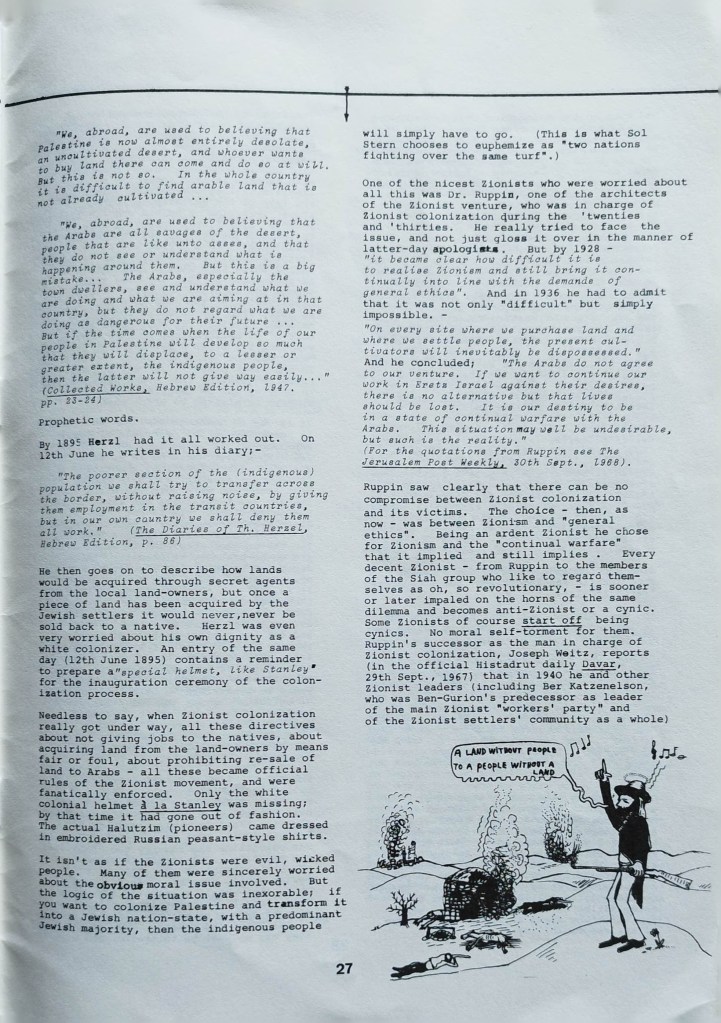 "We, abroad, are used to believing that
Palestine is now almost entirely desolate,
an uncultivated desert, and whoever wants
to buy land there can come and do so at will.
But this is not so. In the whole country
it is difficult to find arable land that is
not already cultivated ...
"We, abroad, are used to believing that
the Arabs are all savages of the desert,
people that are like unto asses, and that
they do not see or understand what is
happening around them. But this is a big
mistake... The Arabs, especially the
town dwellers, see and understand what we
are doing and what we are aiming at in that
country, but they do not regard what we are
doing as dangerous for their future ...
But if the time comes when the life of our
people in Palestine will develop so much
that they will displace, to a lesser or
greater extent, the indigenous people,
then the latter will not give way easily..."
(Collected Works, Hebrew Edition, 1947.
pp. 23-24)
Prophetic words.
By 1895 Herzl had it all worked out. On
12th June he writes in his diary;-
"The poorer section of the (indigenous)
population we shall try to transfer across
the border, without raising noise, by giving
them employment in the transit countries,
but in our own country we shall deny them
all work." (The Diaries of Th. Herzel,
Hebrew Edition, p. 86)
He then goes on to describe how lands
would be acquired through secret agents
from the local land-owners, but once a
piece of land has been acquired by the
Jewish settlers it would never,never be
sold back to a native. Herzl was even
very worried about his own dignity as a
white colonizer. An entry of the same
day (12th June 1895) contains a reminder
to prepare a"special helmet, like Stanley"
for the inauguration ceremony of the colon-
ization process.
Needless to say, when Zionist colonization
really got under way, all these directives
about not giving jobs to the natives, about
acquiring land from the land-owners by means
fair or foul, about prohibiting re-sale of
land to Arabs - all these became official
rules of the Zionist movement, and were
fanatically enforced. Only the white
colonial helmet à la Stanley was missing;
by that time it had gone out of fashion.
The actual Halutzim (pioneers) came dressed
in embroidered Russian peasant-style shirts.
It isn't as if the Zionists were evil, wicked
people. Many of them were sincerely worried
about the obvious moral issue involved. But
the logic of the situation was inexorable; if
you want to colonize Palestine and transform it
into a Jewish nation-state, with a predominant
Jewish majority, then the indigenous people
will simply have to go. (This is what Sol
Stern chooses to euphemize as "two nations
fighting over the same turf".)
One of the nicest Zionists who were worried about
all this was Dr. Ruppin, one of the architects
of the Zionist venture, who was in charge of
Zionist colonization during the 'twenties
and 'thirties. He really tried to face the
issue, and not just gloss it over in the manner of
latter-day apologists. But by 1928 -
"it became clear how difficult it is
to realise Zionism and still bring it con-
tinually into line with the demands of
general ethics". And in 1936 he had to admit
that it was not only "difficult" but simply
impossible. -
"On every site where we purchase land and
where we settle people, the present cul-
tivators will inevitably be dispossessed."
And he concluded; "The Arabs do not agree
to our venture. If we want to continue our
work in Erets Israel against their desires,
there is no alternative but that lives
should be lost. It is our destiny to be
in a state of continual warfare with the
Arabs. This situation may well be undesirable,
but such is the reality."
(For the quotations from Ruppin see The
Jerusalem Post Weekly, 30th Sept., 1968).
Ruppin saw clearly that there can be no
compromise between Zionist colonization
and its victims. The choice - then, as
now - was between Zionism and "general
ethics". Being an ardent Zionist he chose
for Zionism and the "continual warfare"
that it implied and still implies . Every
decent Zionist - from Ruppin to the members
of the Siah group who like to regard them-
selves as oh, so revolutionary, - is sooner
or later impaled on the horns of the same
dilemma and becomes anti-Zionist or a cynic.
Some Zionists of course start off being
cynics. No moral self-torment for them.
Ruppin's successor as the man in charge of
Zionist colonization, Joseph Weitz, reports
(in the official Histadrut daily Davar,
29th Sept., 1967) that in 1940 he and other
Zionist leaders (including Ber Katzenelson,
who was Ben-Gurion's predecessor as leader
of the main Zionist "workers' party" and
of the Zionist settlers' community as a whole)
A LAND WITHOUT PEOPLE
TO A PEOPLE WITHOUT A
LAND
27